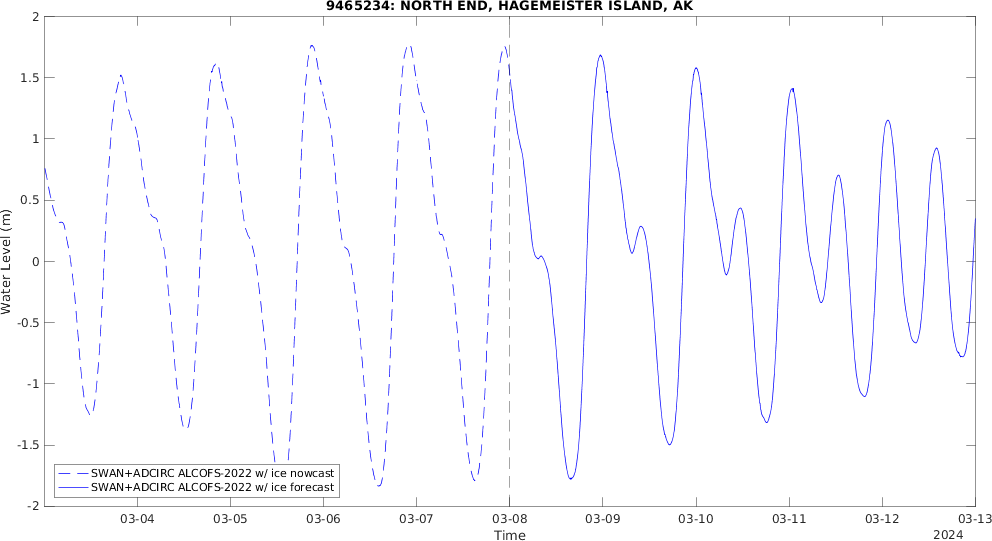 9465234: NORTH END, HAGEMEISTER ISLAND, AK
2
1.5
1
0.5
0
-0.5
-1
-1.5
-2
Water Level (m)
SWAN+ADCIRC ALCOFS-2022 w/ ice nowcast
SWAN+ADCIRC ALCOFS-2022 w/ ice forecast
03-04 03-05 03-06 03-07 03-08 03-09 03-10 03-11 03-12 03-13
Time
2024